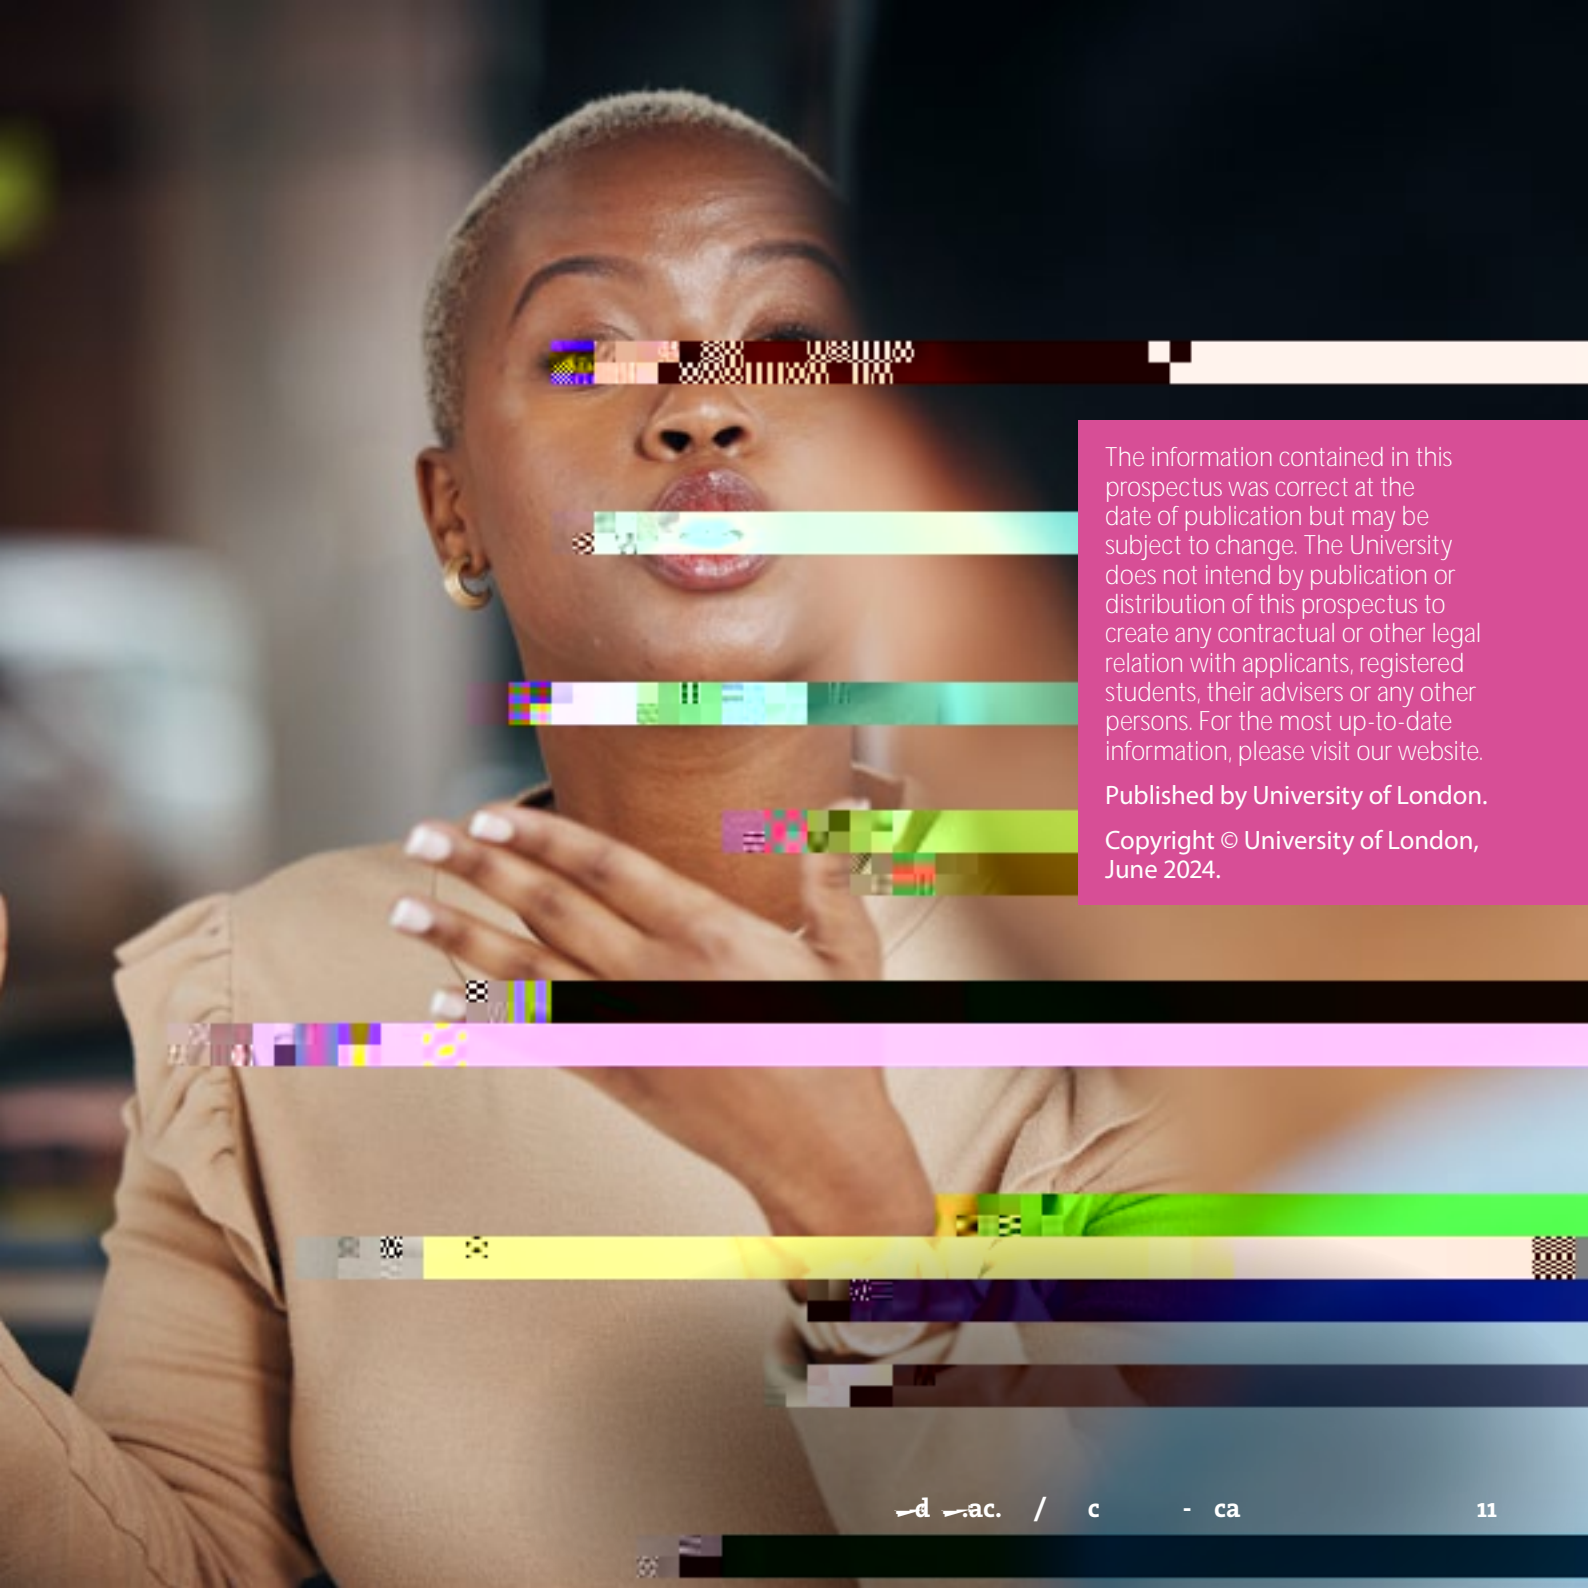 The information contained in this
prospectus was correct at the
date of publication but may be
subject to change. The University
does not intend by publication or
distribution of this prospectus to
create any contractual or other legal
relation with applicants, registered
students, their advisers or any other
persons. For the most up-to-date
information, please visit our website.
Published by University of London.
Copyright © University of London,
June 2024.
d .ac. / c - ca 11